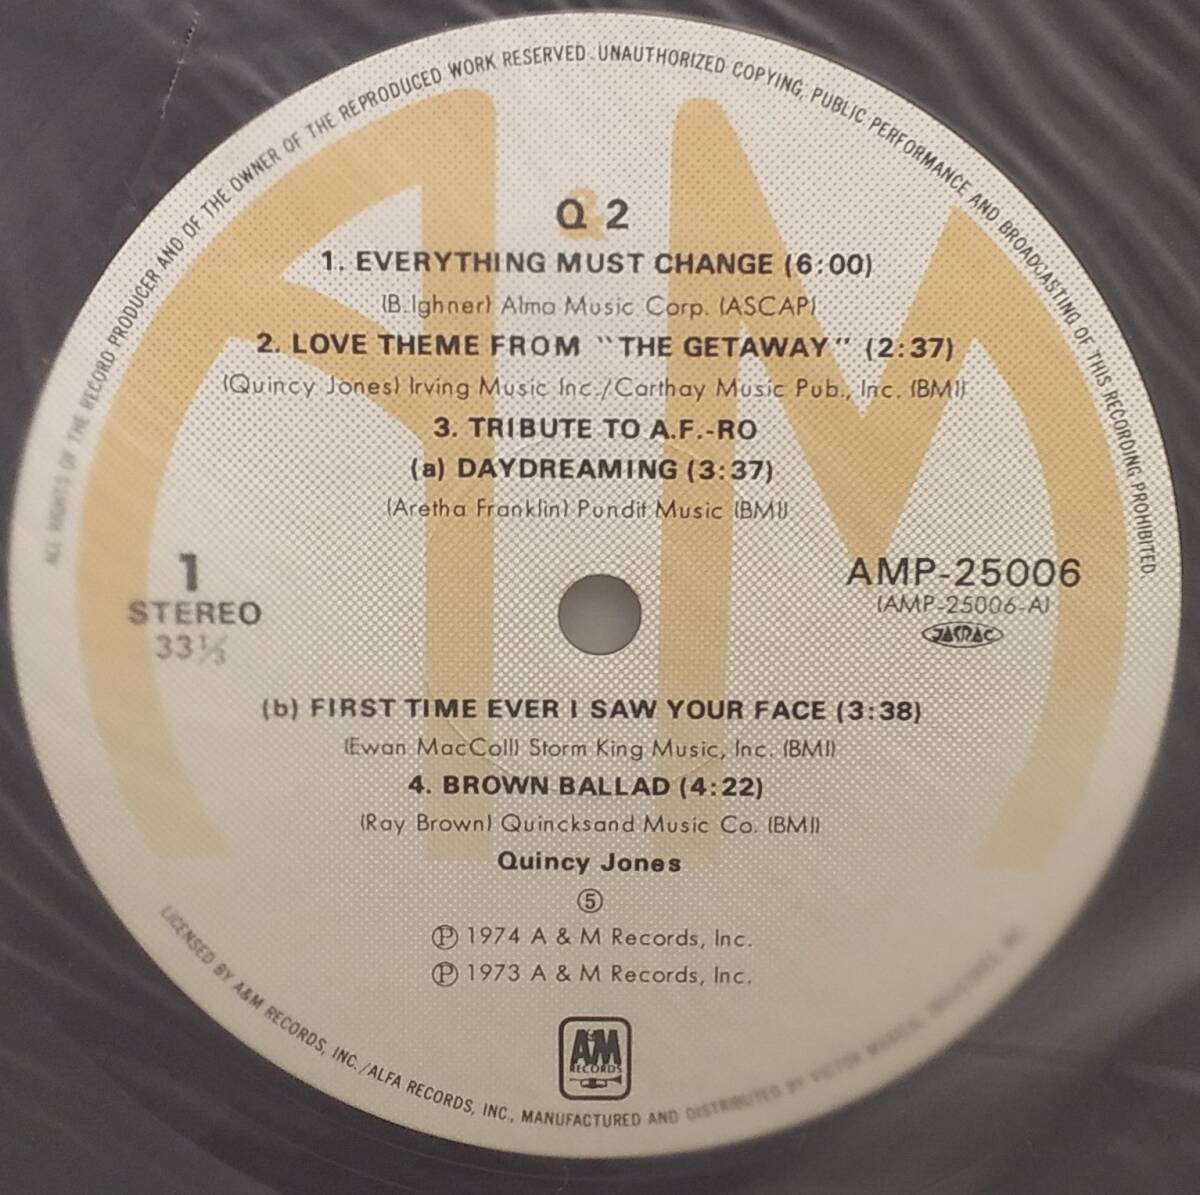 ALL RIGHTS OF THE RECORD PRODUCER AND OF THE OWNER OF THE REPRODUCED WORK RESERVED. UNAUTHORIZED COPYING, PUBLIC PERFORMANCE AND BROADCASTING OF THIS RECORDING PROHIBITED.
Q 2
1. EVERYTHING MUST CHANGE (6:00)
(B. Ighner) Almo Music Corp. (ASCAP)
2. LOVE THEME FROM "THE GETAWAY" (2:37)
(Quincy Jones) Irving Music Inc./Carthay Music Pub., Inc. (BMI)
3. TRIBUTE TO A.F.-RO
(a) DAYDREAMING (3:37)
(Aretha Franklin) Pundit Music (BMI)
1
STEREO
33⅓
AMP-25006
(AMP-25006-A)
JASRAC
(b) FIRST TIME EVER I SAW YOUR FACE (3:38)
(Ewan MacColl) Storm King Music, Inc. (BMI)
4. BROWN BALLAD (4:22)
(Ray Brown) Quincksand Music Co. (BMI)
Quincy Jones
⑤
Ⓟ 1974 A & M Records, Inc.
Ⓟ 1973 A & M Records, Inc.
A&M
RECORDS
LICENSED BY A&M RECORDS, INC./ALFA RECORDS, INC., MANUFACTURED AND DISTRIBUTED BY VICTOR MUSICAL INDUSTRIES, INC.